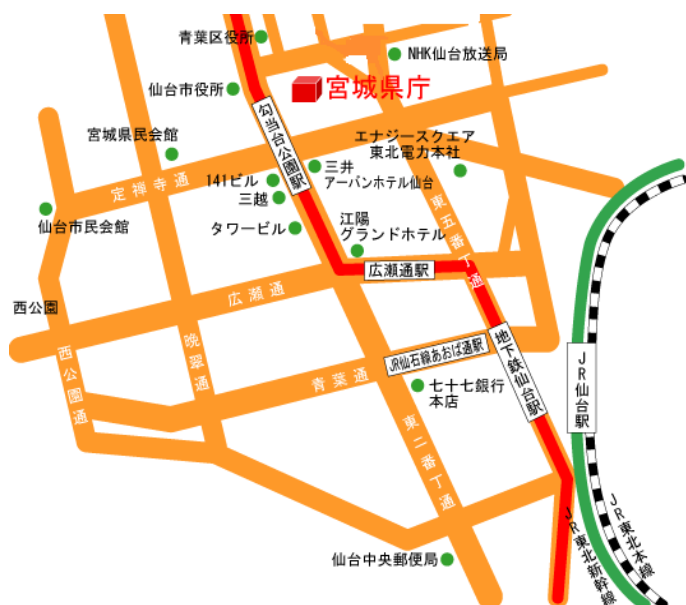 青葉区役所
NHK仙台放送局
仙台市役所
宮城県庁
勾当台公園駅
宮城県民会館
エナジースクエア
東北電力本社
三井
アーバンホテル仙台
141ビル
三越
定禅寺通
仙台市民会館
タワービル
江陽
グランドホテル
東五番丁通
広瀬通駅
広瀬通
西公園
晩翠通
西公園通
JR仙石線あおば通駅
地下鉄仙台駅
JR仙台駅
青葉通
七十七銀行
本店
東二番丁通
仙台中央郵便局
JR東北新幹線
JR東北本線